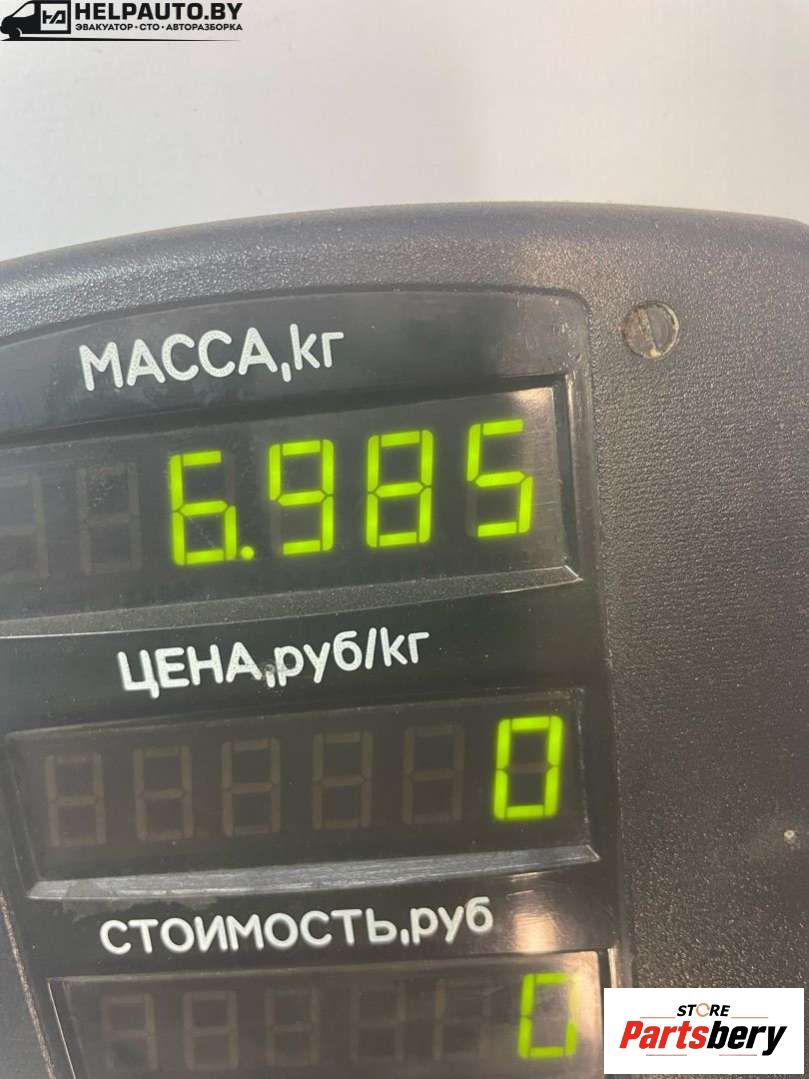 HELPAUTO.BY
ЭВАКУАТОР • СТО • АВТОРАЗБОРКА
МАССА,кг
6.985
ЦЕНА,руб/кг
0
СТОИМОСТЬ,руб
0
STORE
Partsbery